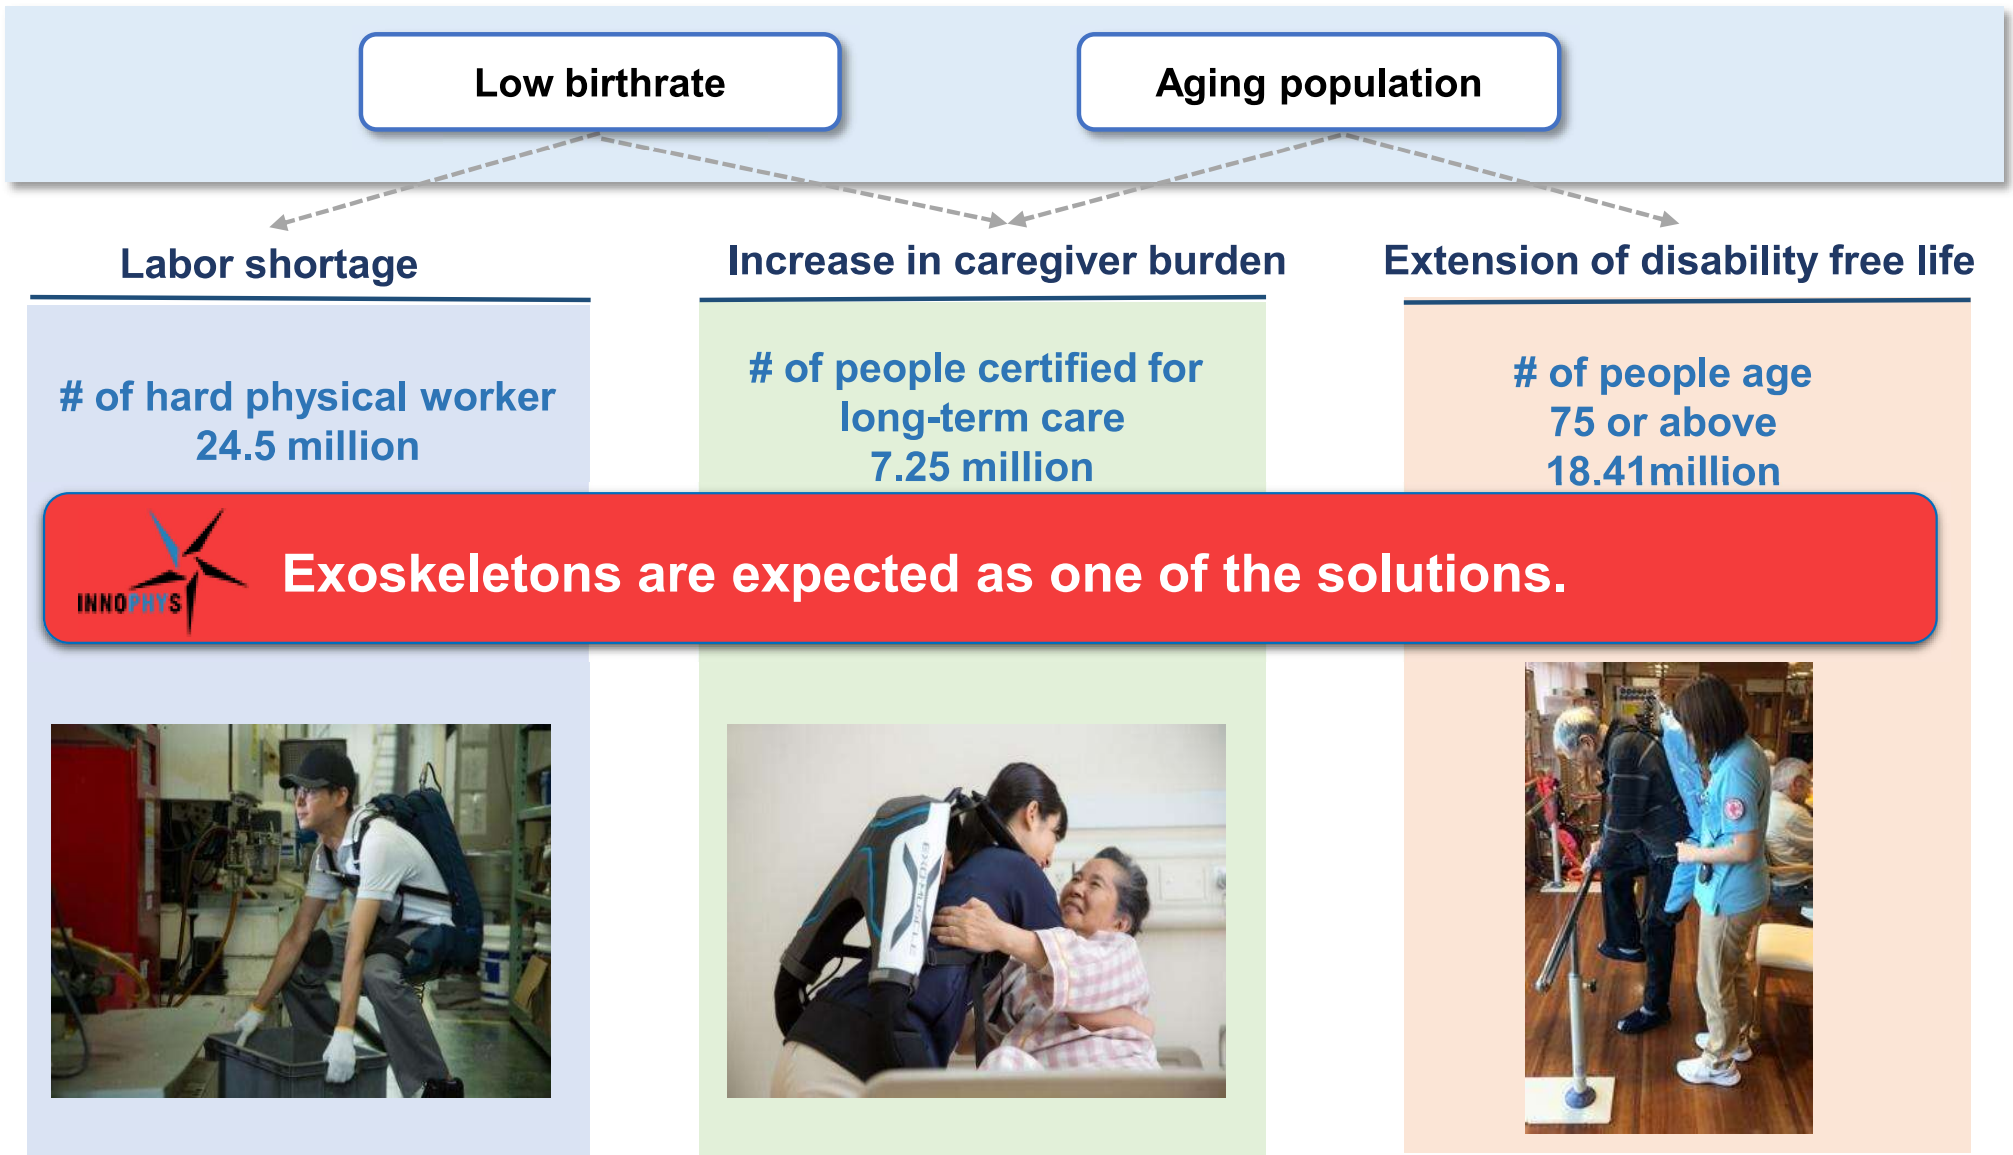 Low birthrate
Aging population
Labor shortage
Increase in caregiver burden
Extension of disability free life
# of hard physical worker
24.5 million
# of people certified for
long-term care
7.25 million
# of people age
75 or above
18.41million
INNOPHYS
Exoskeletons are expected as one of the solutions.